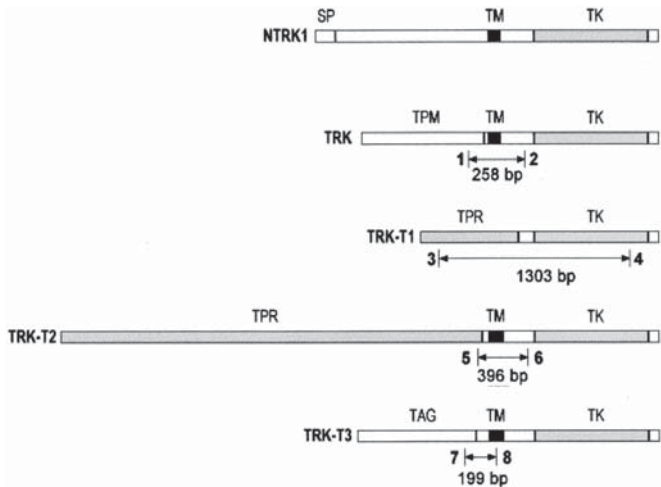 SP TM TK
NTRK1
TPM TM TK
TRK
1 2
258 bp
TPR TK
TRK-T1
3 4
1303 bp
TPR TM TK
TRK-T2
5 6
396 bp
TAG TM TK
TRK-T3
7 8
199 bp